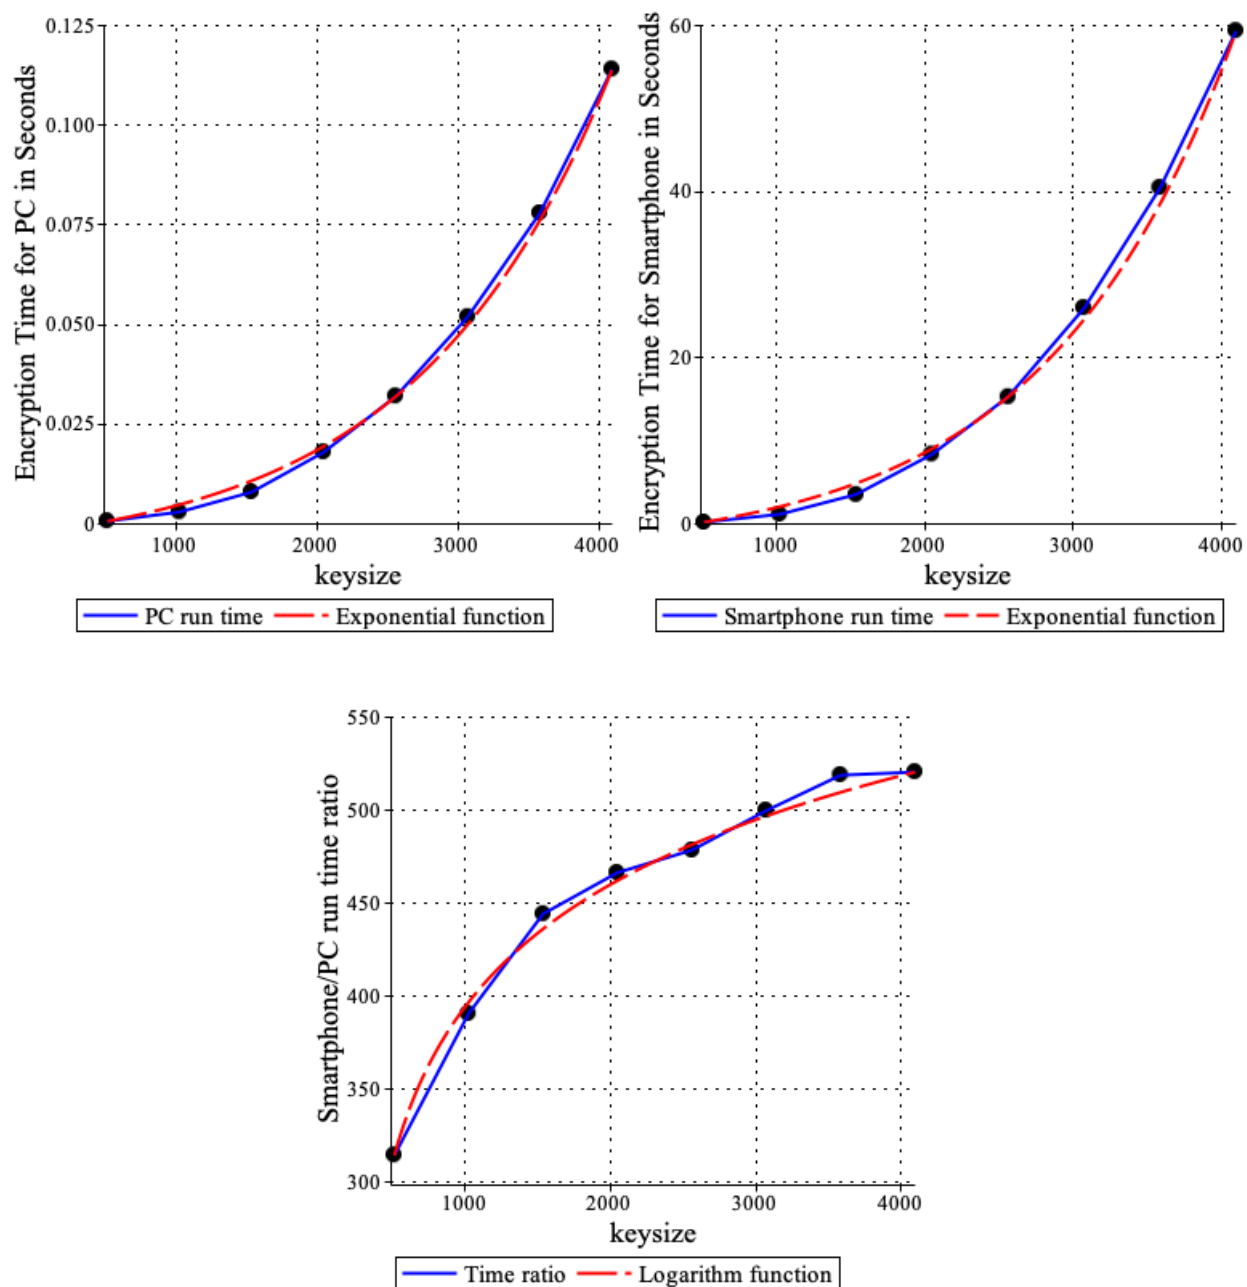 Encryption Time for PC in Seconds
0.125
0.100
0.075
0.050
0.025
0
1000 2000 3000 4000
keysize
PC run time Exponential function
Encryption Time for Smartphone in Seconds
60
40
20
0
1000 2000 3000 4000
keysize
Smartphone run time Exponential function
Smartphone/PC run time ratio
550
500
450
400
350
300
1000 2000 3000 4000
keysize
Time ratio Logarithm function